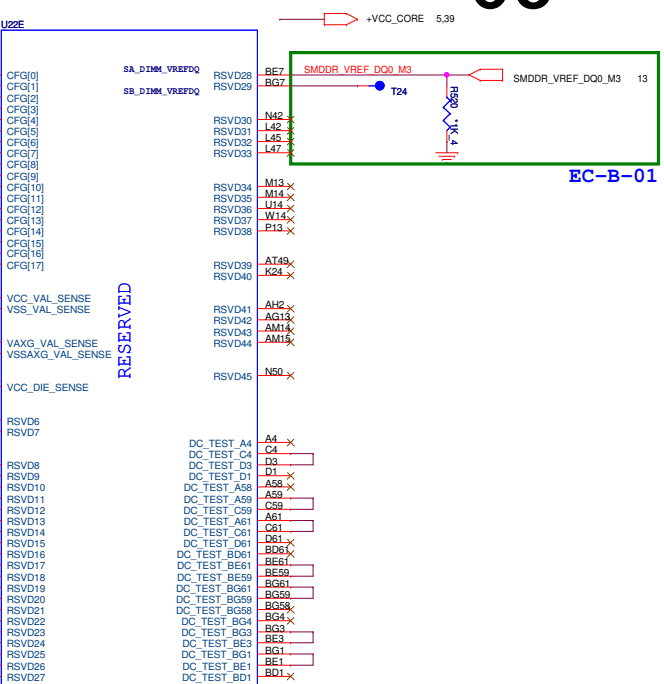 +VCC_CORE 5,39
U22E
CFG[0]
CFG[1]
CFG[2]
CFG[3]
CFG[4]
CFG[5]
CFG[6]
CFG[7]
CFG[8]
CFG[9]
CFG[10]
CFG[11]
CFG[12]
CFG[13]
CFG[14]
CFG[15]
CFG[16]
CFG[17]
VCC_VAL_SENSE
VSS_VAL_SENSE
VAXG_VAL_SENSE
VSSAXG_VAL_SENSE
VCC_DIE_SENSE
RSVD6
RSVD7
RSVD8
RSVD9
RSVD10
RSVD11
RSVD12
RSVD13
RSVD14
RSVD15
RSVD16
RSVD17
RSVD18
RSVD19
RSVD20
RSVD21
RSVD22
RSVD23
RSVD24
RSVD25
RSVD26
RSVD27
RESERVED
SA_DIMM_VREFDQ RSVD28 BE7
SB_DIMM_VREFDQ RSVD29 BG7
RSVD30 N42
RSVD31 L42
RSVD32 L45
RSVD33 L47
RSVD34 M13
RSVD35 M14
RSVD36 U14
RSVD37 W14
RSVD38 P13
RSVD39 AT49
RSVD40 K24
RSVD41 AH2
RSVD42 AG13
RSVD43 AM14
RSVD44 AM15
RSVD45 N50
DC_TEST_A4 A4
DC_TEST_C4 C4
DC_TEST_D3 D3
DC_TEST_D1 D1
DC_TEST_A58 A58
DC_TEST_A59 A59
DC_TEST_C59 C59
DC_TEST_A61 A61
DC_TEST_C61 C61
DC_TEST_D61 D61
DC_TEST_BD61 BD61
DC_TEST_BE61 BE61
DC_TEST_BE59 BE59
DC_TEST_BG61 BG61
DC_TEST_BG59 BG59
DC_TEST_BG58 BG58
DC_TEST_BG4 BG4
DC_TEST_BG3 BG3
DC_TEST_BE3 BE3
DC_TEST_BG1 BG1
DC_TEST_BE1 BE1
DC_TEST_BD1 BD1
SMDDR_VREF_DQ0_M3
SMDDR_VREF_DQ0_M3 13
T24
R520
*1K_4
EC-B-01